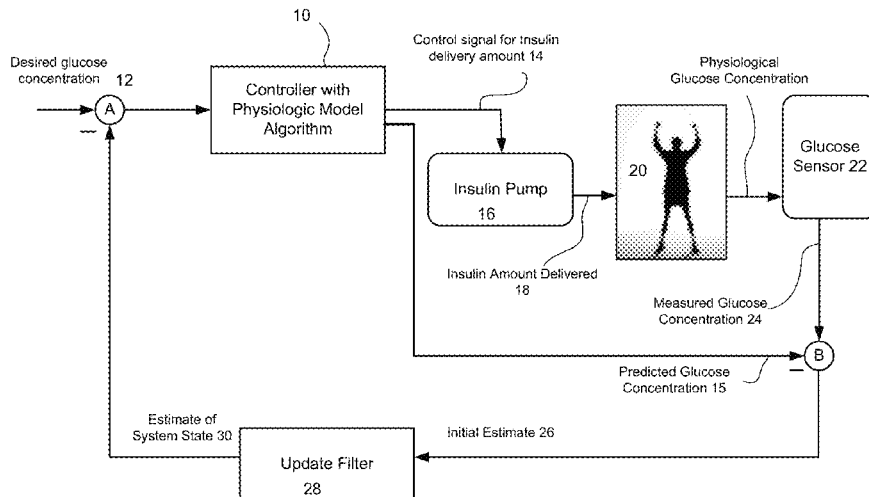 10
Control signal for Insulin
delivery amount 14
Desired glucose
concentration
12
A
Controller with
Physiologic Model
Algorithm
Physiological
Glucose Concentration
Glucose
Sensor 22
20
Insulin Pump
16
Insulin Amount Delivered
18
Measured Glucose
Concentration 24
B
Predicted Glucose
Concentration 15
Estimate of
System State 30
Initial Estimate 26
Update Filter
28